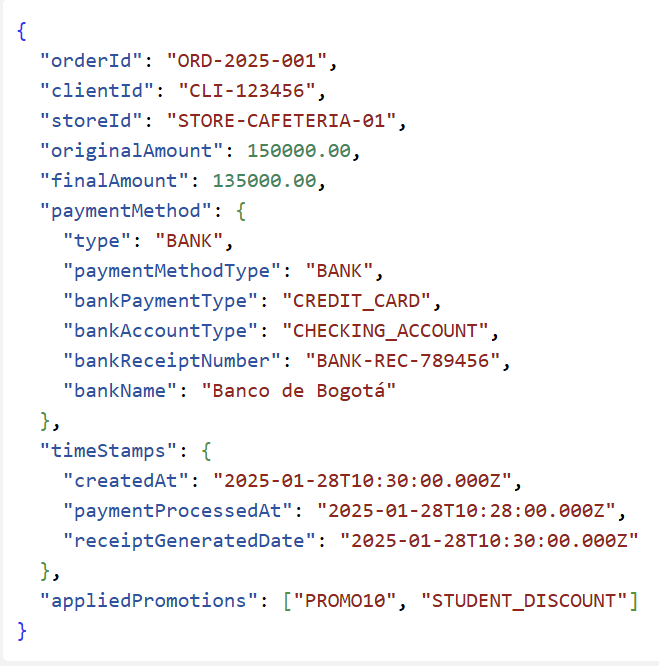 {
  "orderId": "ORD-2025-001",
  "clientId": "CLI-123456",
  "storeId": "STORE-CAFETERIA-01",
  "originalAmount": 150000.00,
  "finalAmount": 135000.00,
  "paymentMethod": {
    "type": "BANK",
    "paymentMethodType": "BANK",
    "bankPaymentType": "CREDIT_CARD",
    "bankAccountType": "CHECKING_ACCOUNT",
    "bankReceiptNumber": "BANK-REC-789456",
    "bankName": "Banco de Bogotá"
  },
  "timeStamps": {
    "createdAt": "2025-01-28T10:30:00.000Z",
    "paymentProcessedAt": "2025-01-28T10:28:00.000Z",
    "receiptGeneratedDate": "2025-01-28T10:30:00.000Z"
  },
  "appliedPromotions": ["PROMO10", "STUDENT_DISCOUNT"]
}